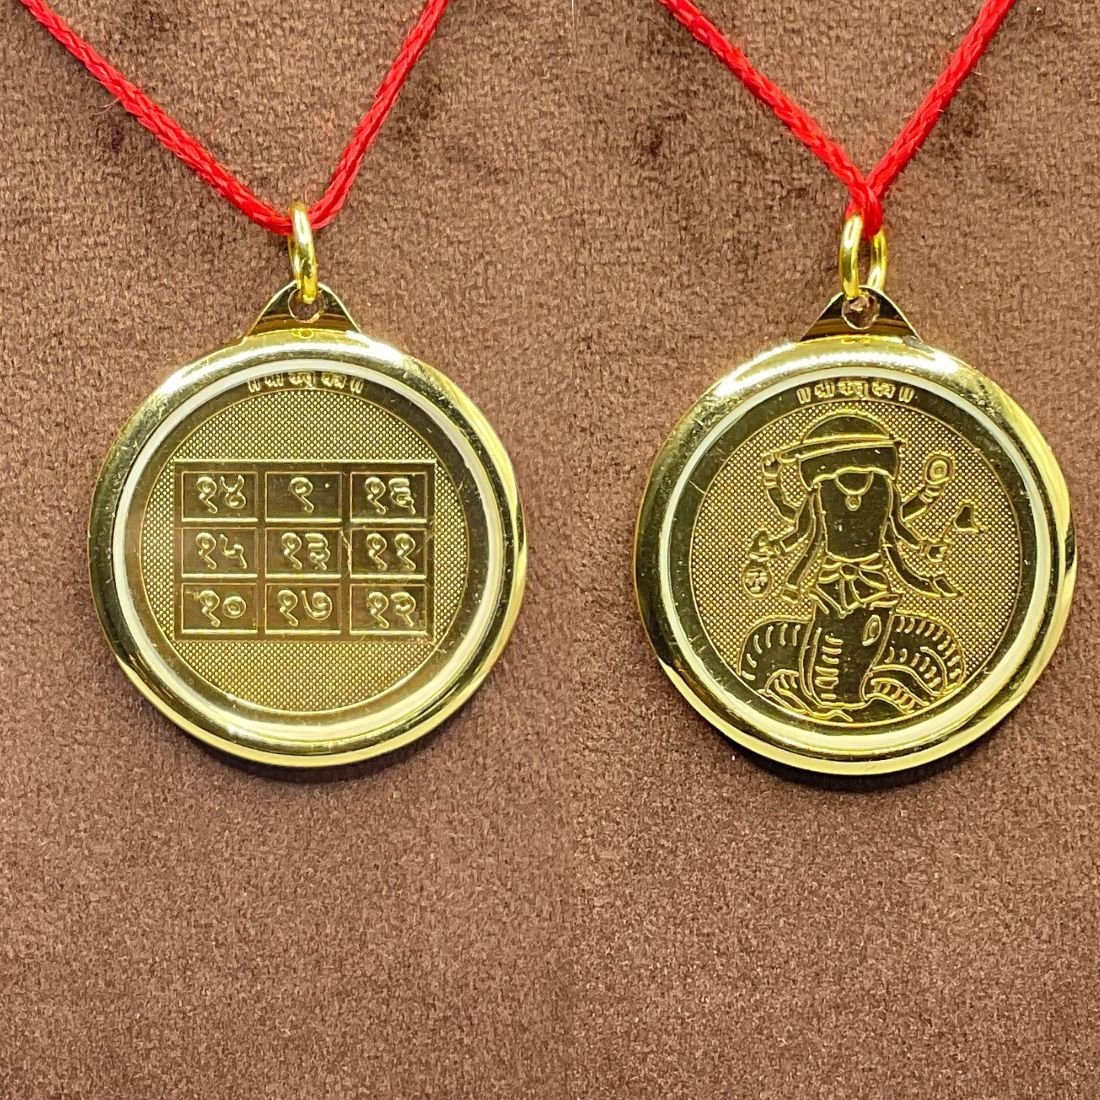 ॥ श्री केतु यंत्र ॥
१४ ९ १६
१५ १३ ११
१० १७ १२
॥ श्री केतु देव ॥